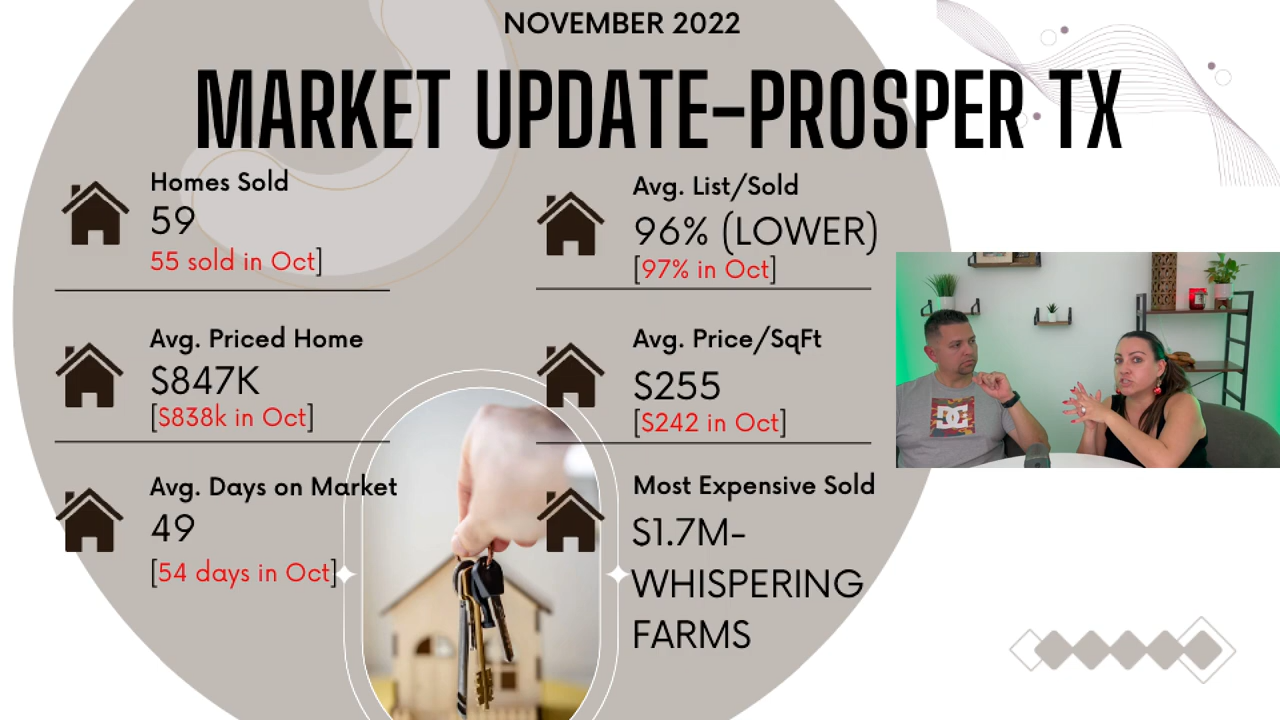 NOVEMBER 2022
MARKET UPDATE-PROSPER TX
Homes Sold
59
55 sold in Oct]
Avg. Priced Home
$847K
[$838k in Oct]
Avg. Days on Market
49
[54 days in Oct]
Avg. List/Sold
96% (LOWER)
[97% in Oct]
Avg. Price/SqFt
$255
[$242 in Oct]
Most Expensive Sold
$1.7M-
WHISPERING
FARMS
DC